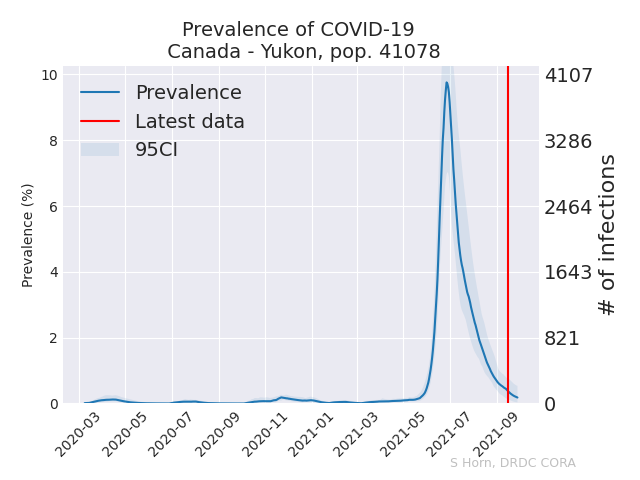 Prevalence of COVID-19
Canada - Yukon, pop. 41078
Prevalence
Latest data
95CI
Prevalence (%)
10
8
6
4
2
0
4107
3286
2464
1643
821
0
# of infections
2020-03
2020-05
2020-07
2020-09
2020-11
2021-01
2021-03
2021-05
2021-07
2021-09
S Horn, DRDC CORA